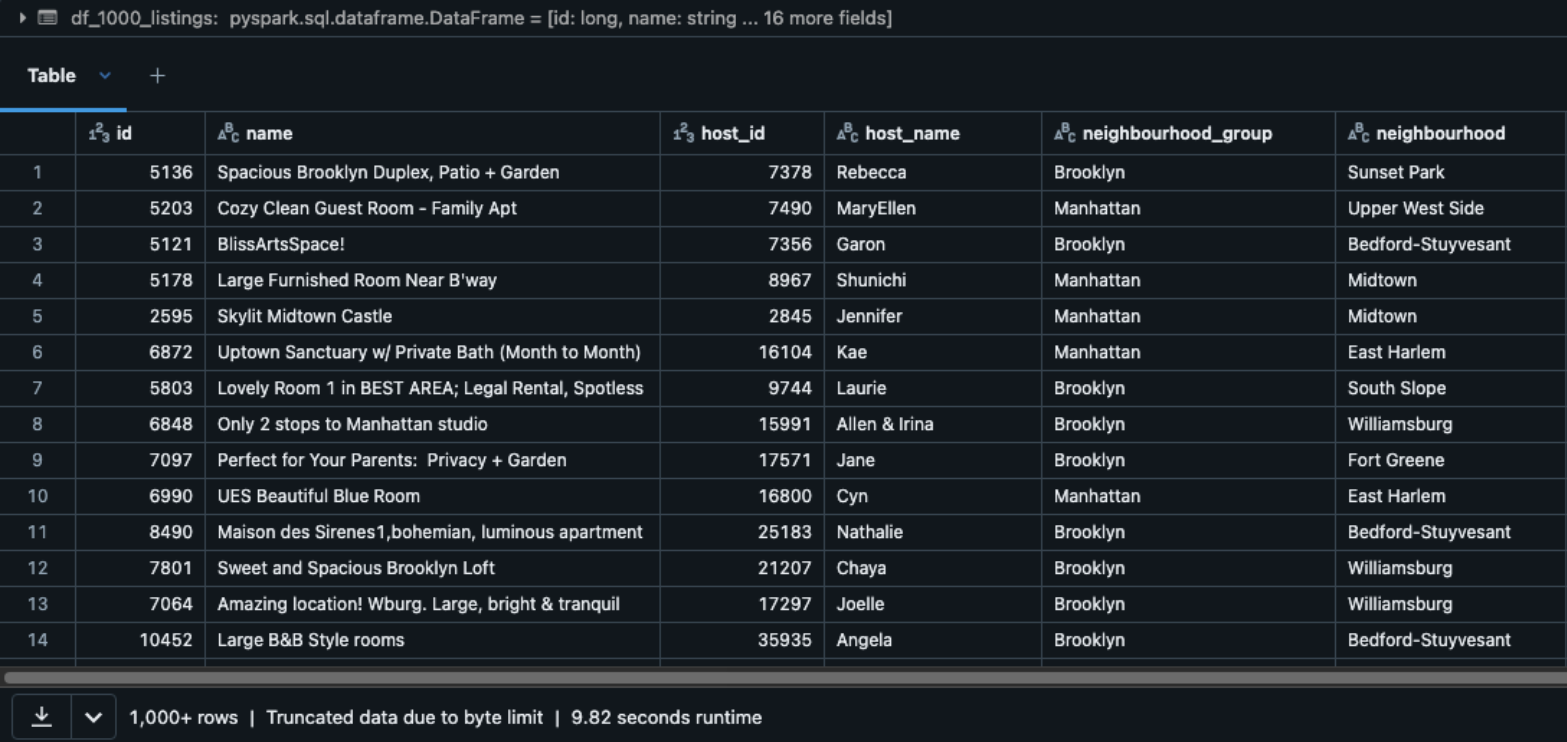 df_1000_listings: pyspark.sql.dataframe.DataFrame = [id: long, name: string ... 16 more fields]
Table +
id name host_id host_name neighbourhood_group neighbourhood
1 5136 Spacious Brooklyn Duplex, Patio + Garden 7378 Rebecca Brooklyn Sunset Park
2 5203 Cozy Clean Guest Room - Family Apt 7490 MaryEllen Manhattan Upper West Side
3 5121 BlissArtsSpace! 7356 Garon Brooklyn Bedford-Stuyvesant
4 5178 Large Furnished Room Near B'way 8967 Shunichi Manhattan Midtown
5 2595 Skylit Midtown Castle 2845 Jennifer Manhattan Midtown
6 6872 Uptown Sanctuary w/ Private Bath (Month to Month) 16104 Kae Manhattan East Harlem
7 5803 Lovely Room 1 in BEST AREA; Legal Rental, Spotless 9744 Laurie Brooklyn South Slope
8 6848 Only 2 stops to Manhattan studio 15991 Allen & Irina Brooklyn Williamsburg
9 7097 Perfect for Your Parents:  Privacy + Garden 17571 Jane Brooklyn Fort Greene
10 6990 UES Beautiful Blue Room 16800 Cyn Manhattan East Harlem
11 8490 Maison des Sirenes1,bohemian, luminous apartment 25183 Nathalie Brooklyn Bedford-Stuyvesant
12 7801 Sweet and Spacious Brooklyn Loft 21207 Chaya Brooklyn Williamsburg
13 7064 Amazing location! Wburg. Large, bright & tranquil 17297 Joelle Brooklyn Williamsburg
14 10452 Large B&B Style rooms 35935 Angela Brooklyn Bedford-Stuyvesant
1,000+ rows | Truncated data due to byte limit | 9.82 seconds runtime